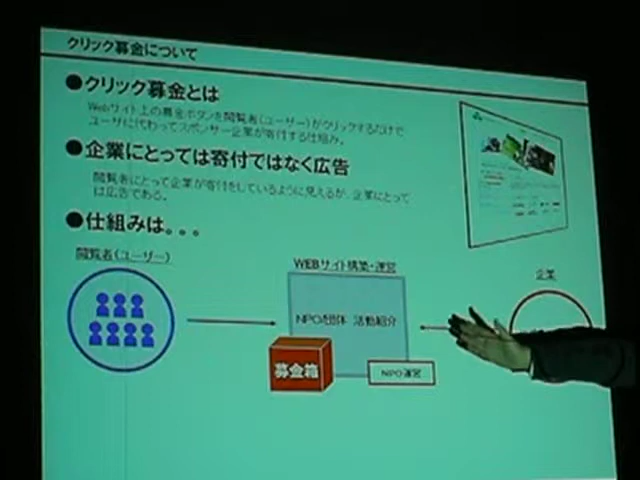 クリック募金について
●クリック募金とは
Webサイト上の募金ボタンを閲覧者(ユーザー)がクリックするだけで
ユーザに代わってスポンサー企業が寄付する仕組み。
●企業にとっては寄付ではなく広告
閲覧者にとって企業が寄付をしているように見えるが、企業にとって
は広告である。
●仕組みは。。。
閲覧者(ユーザー)
WEBサイト構築・運営
企業
NPO/団体 活動紹介
募金箱
NPO運営